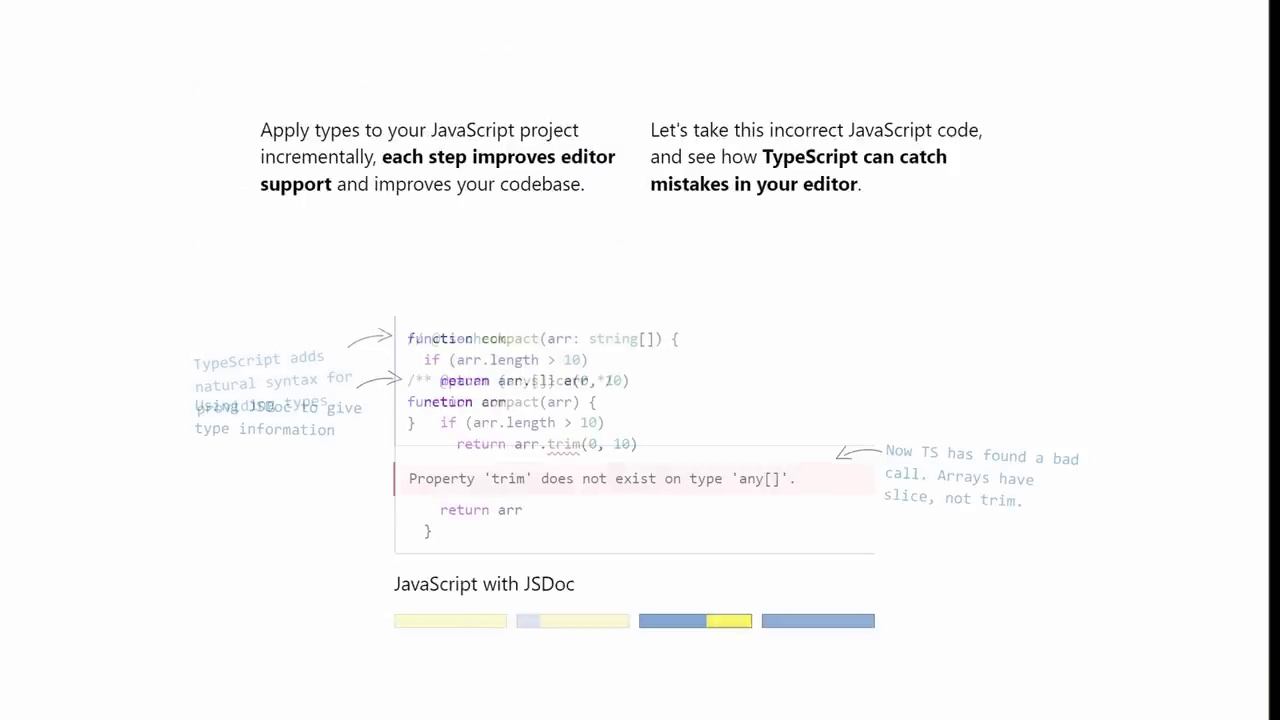 Apply types to your JavaScript project
incrementally, each step improves editor
support and improves your codebase.
Let's take this incorrect JavaScript code,
and see how TypeScript can catch
mistakes in your editor.
TypeScript adds
natural syntax for
providing types
Using JSDoc to give
type information
compact(arr: string[]) {
if (arr.length > 10)
return arr.slice(0, 10)
function compact(arr) {
} if (arr.length > 10)
return arr.trim(0, 10)
Property 'trim' does not exist on type 'any[]'.
return arr
}
Now TS has found a bad
call. Arrays have
slice, not trim.
JavaScript with JSDoc